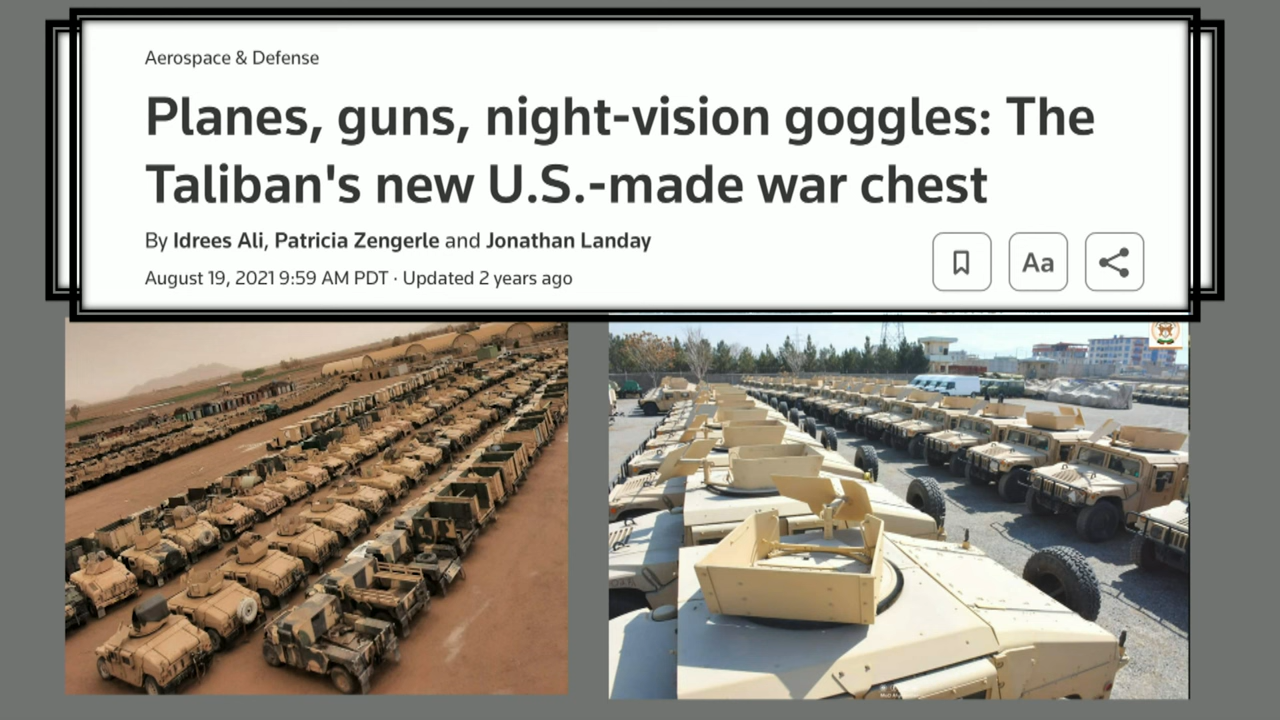 Aerospace & Defense
Planes, guns, night-vision goggles: The
Taliban's new U.S.-made war chest
By Idrees Ali, Patricia Zengerle and Jonathan Landay
August 19, 2021 9:59 AM PDT · Updated 2 years ago
Aa